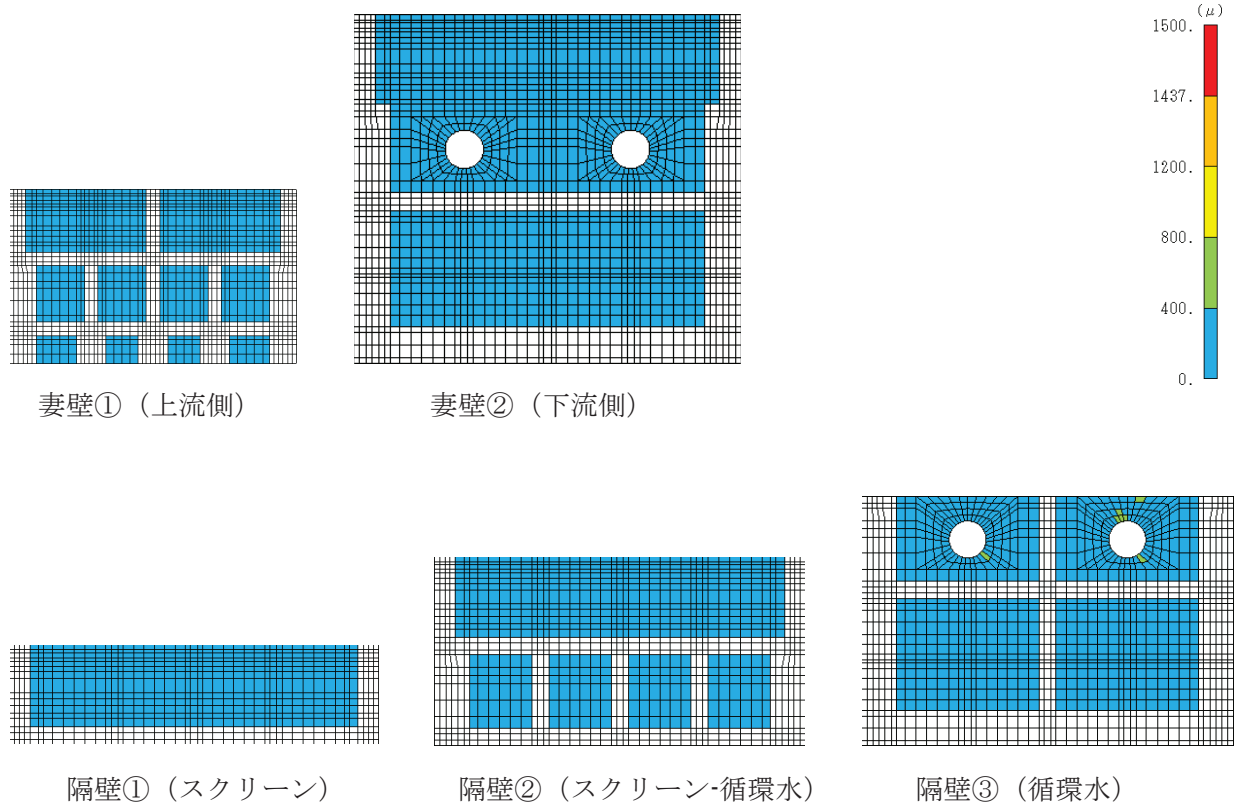 (μ)
1500.
1437.
1200.
800.
400.
0.
妻壁①（上流側）
妻壁②（下流側）
隔壁①（スクリーン）
隔壁②（スクリーン-循環水）
隔壁③（循環水）